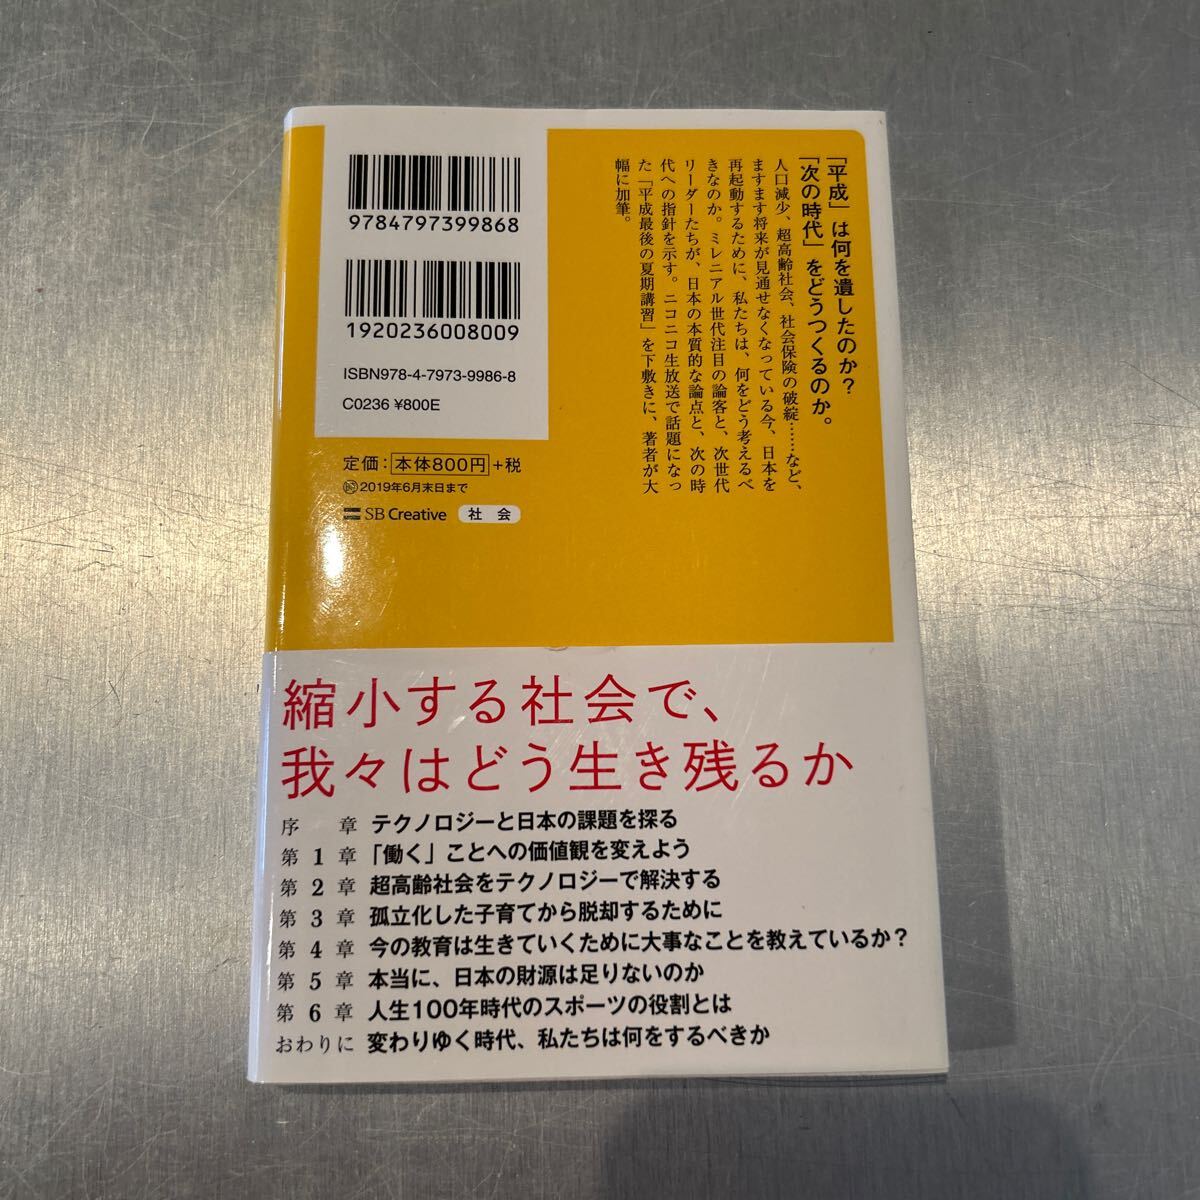 「平成」は何を遺したのか?
「次の時代」をどうつくるのか。
人口減少、超高齢社会、社会保険の破綻……など、
ますます将来が見通せなくなっている今、日本を
再起動するために、私たちは、何をどう考えるべ
きなのか。ミレニアル世代注目の論客と、次世代
リーダーたちが、日本の本質的な論点と、次の時
代への指針を示す。ニコニコ生放送で話題になっ
た「平成最後の夏期講習」を下敷きに、著者が大
幅に加筆。
9784797399868
1920236008009
ISBN978-4-7973-9986-8
C0236 ¥800E
定価:本体800円+税
2019年6月末日まで
SB Creative 社会
縮小する社会で、
我々はどう生き残るか
序章 テクノロジーと日本の課題を探る
第1章 「働く」ことへの価値観を変えよう
第2章 超高齢社会をテクノロジーで解決する
第3章 孤立化した子育てから脱却するために
第4章 今の教育は生きていくために大事なことを教えているか?
第5章 本当に、日本の財源は足りないのか
第6章 人生100年時代のスポーツの役割とは
おわりに 変わりゆく時代、私たちは何をするべきか